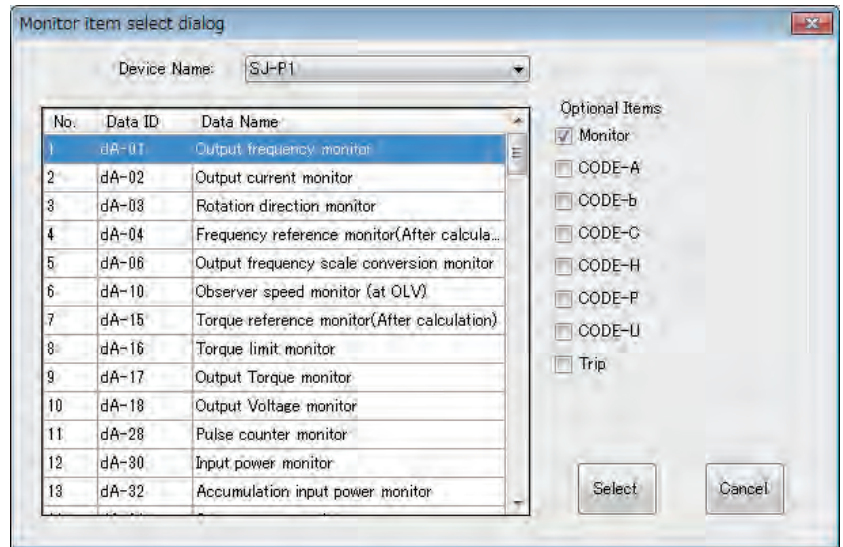 Monitor item select dialog
Device Name: SJ-P1
No. Data ID Data Name
1 dA-01 Output frequency monitor
2 dA-02 Output current monitor
3 dA-03 Rotation direction monitor
4 dA-04 Frequency reference monitor(After calcula...
5 dA-06 Output frequency scale conversion monitor
6 dA-10 Observer speed monitor (at OLV)
7 dA-15 Torque reference monitor(After calculation)
8 dA-16 Torque limit monitor
9 dA-17 Output Torque monitor
10 dA-18 Output Voltage monitor
11 dA-28 Pulse counter monitor
12 dA-30 Input power monitor
13 dA-32 Accumulation input power monitor
Optional Items
Monitor
CODE-A
CODE-b
CODE-C
CODE-H
CODE-P
CODE-U
Trip
Select Cancel